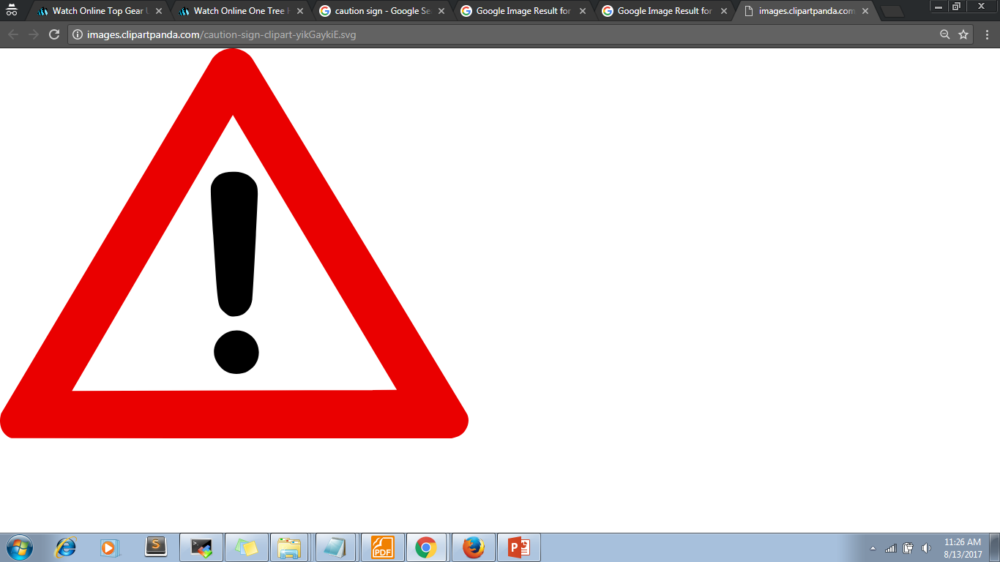 Watch Online Top Gear U
Watch Online One Tree H
caution sign - Google Se
Google Image Result for
Google Image Result for
images.clipartpanda.com
images.clipartpanda.com/caution-sign-clipart-yikGaykiE.svg
!
S
PDF
P
11:26 AM
8/13/2017